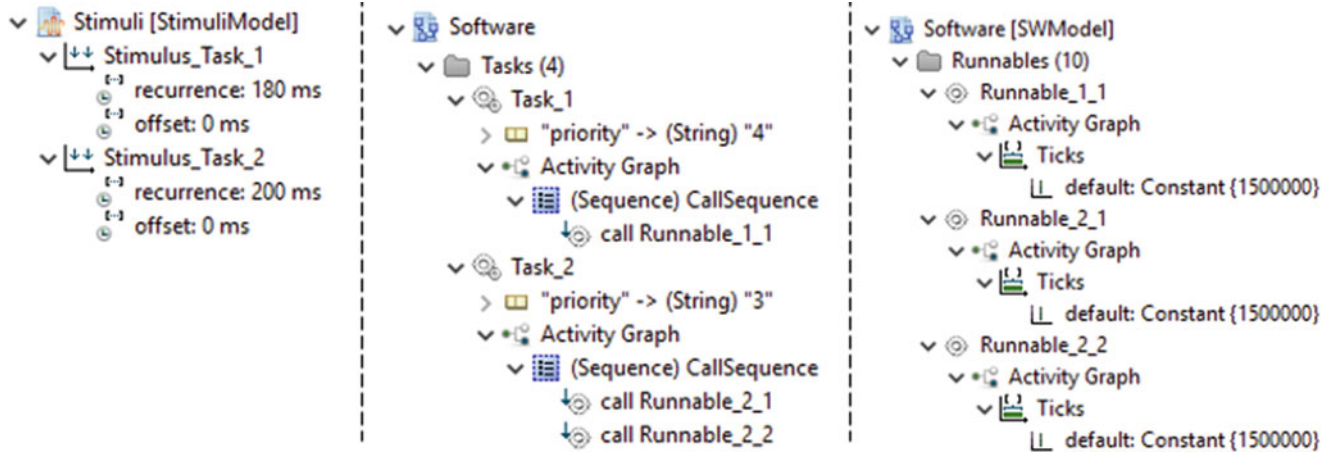 Stimuli [StimuliModel]
Stimulus_Task_1
recurrence: 180 ms
offset: 0 ms
Stimulus_Task_2
recurrence: 200 ms
offset: 0 ms
Software
Tasks (4)
Task_1
"priority" -> (String) "4"
Activity Graph
(Sequence) CallSequence
call Runnable_1_1
Task_2
"priority" -> (String) "3"
Activity Graph
(Sequence) CallSequence
call Runnable_2_1
call Runnable_2_2
Software [SWModel]
Runnables (10)
Runnable_1_1
Activity Graph
Ticks
default: Constant {1500000}
Runnable_2_1
Activity Graph
Ticks
default: Constant {1500000}
Runnable_2_2
Activity Graph
Ticks
default: Constant {1500000}